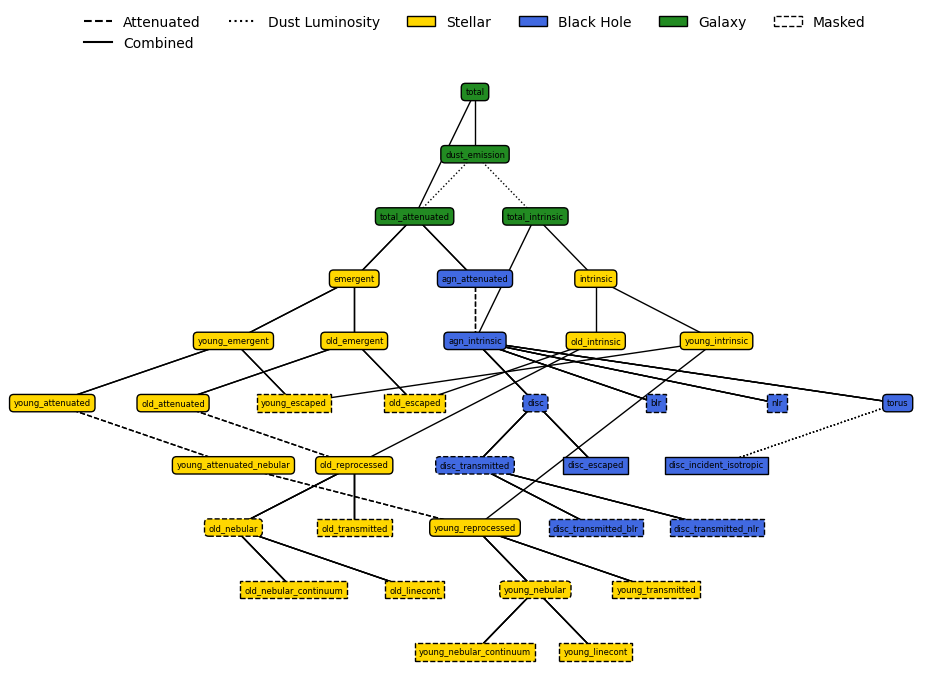 Attenuated Dust Luminosity Stellar Black Hole Galaxy Masked
Combined
total
dust_emission
total_attenuated total_intrinsic
emergent agn_attenuated intrinsic
young_emergent old_emergent agn_intrinsic old_intrinsic young_intrinsic
young_attenuated old_attenuated young_escaped old_escaped disc blr nlr torus
young_attenuated_nebular old_reprocessed disc_transmitted disc_escaped disc_incident_isotropic
old_nebular old_transmitted young_reprocessed disc_transmitted_blr disc_transmitted_nlr
old_nebular_continuum old_linecont young_nebular young_transmitted
young_nebular_continuum young_linecont